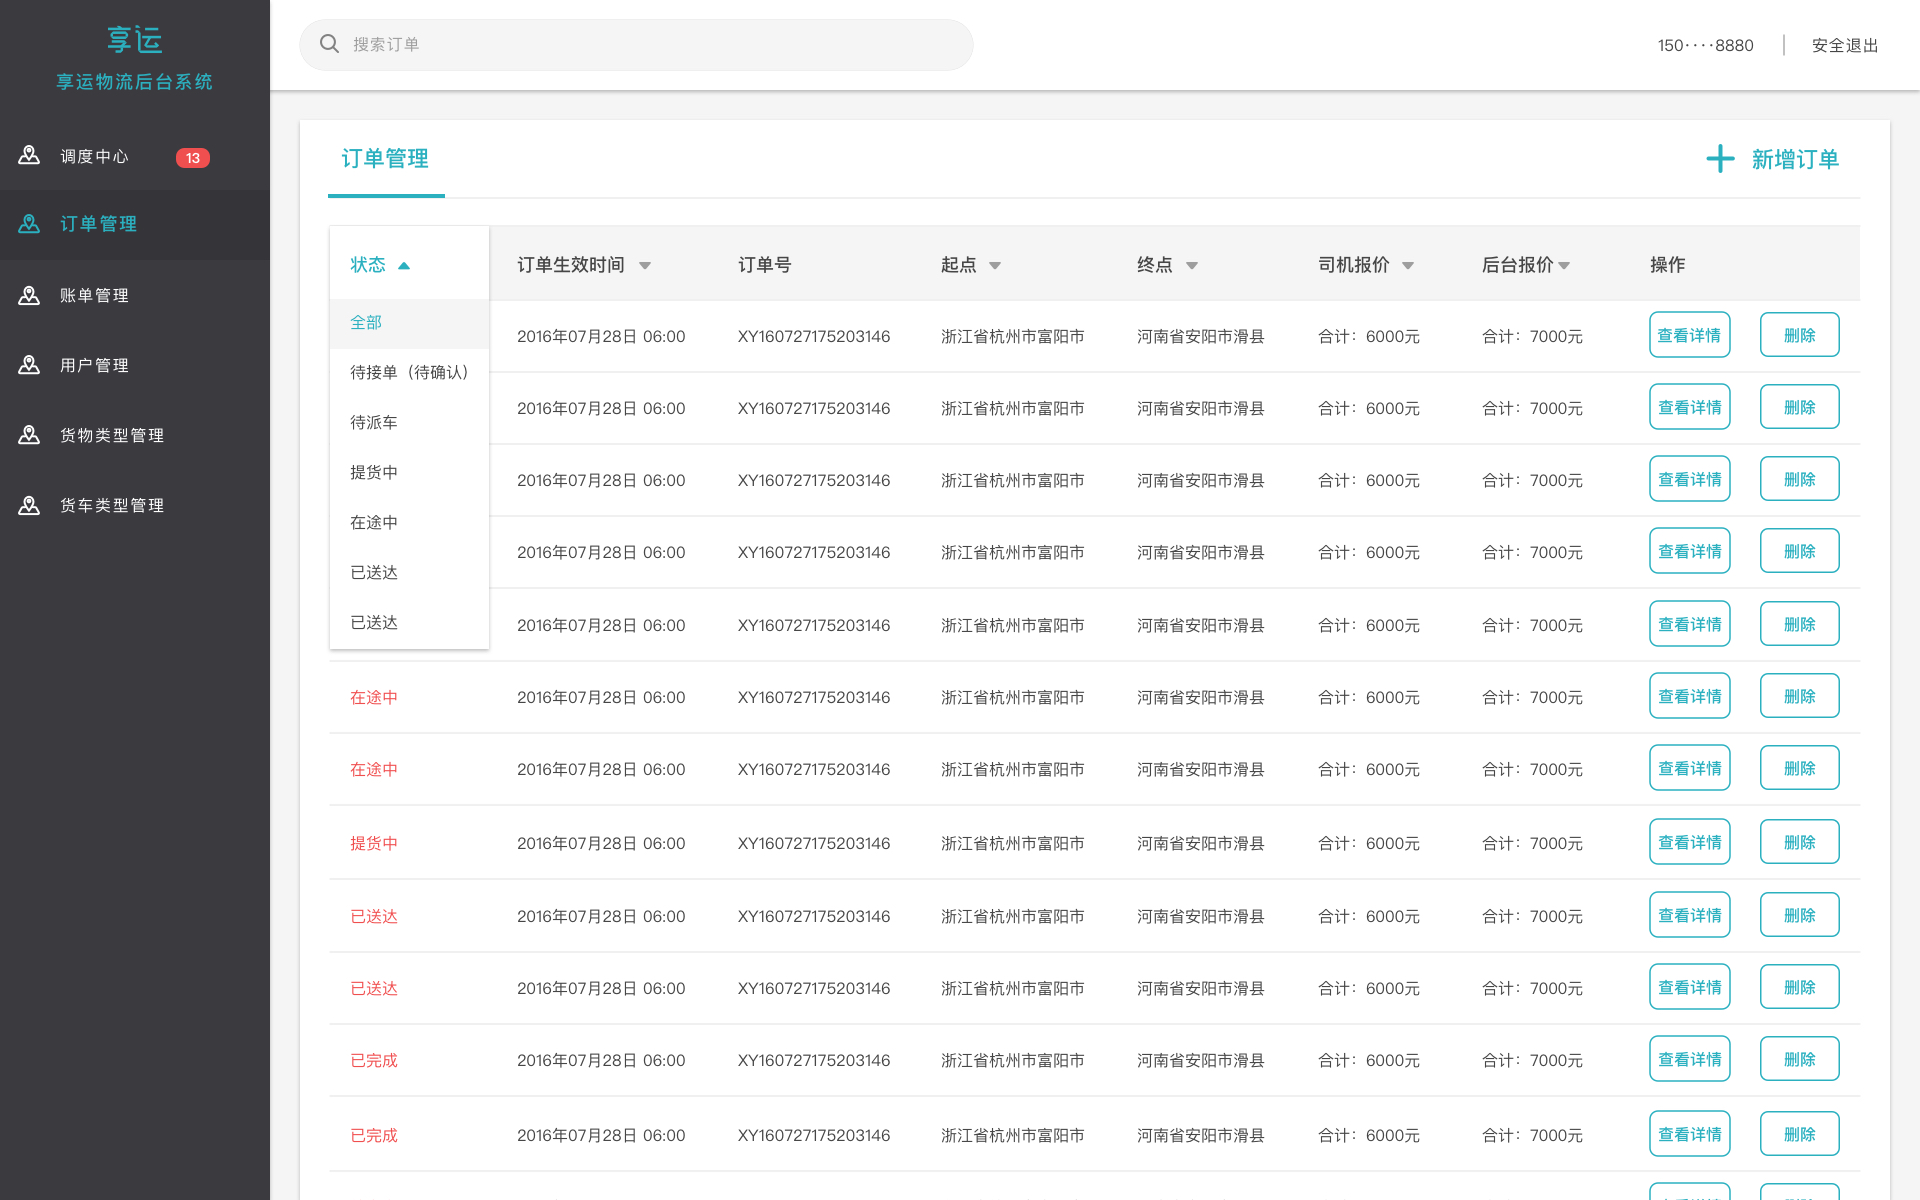 享运
享运物流后台系统
调度中心 13
订单管理
账单管理
用户管理
货物类型管理
货车类型管理
搜索订单
150····8880 安全退出
订单管理 新增订单
状态 订单生效时间 订单号 起点 终点 司机报价 后台报价 操作
全部
待接单（待确认）
待派车
提货中
在途中
已送达
已送达
2016年07月28日 06:00 XY160727175203146 浙江省杭州市富阳市 河南省安阳市滑县 合计：6000元 合计：7000元 查看详情 删除
2016年07月28日 06:00 XY160727175203146 浙江省杭州市富阳市 河南省安阳市滑县 合计：6000元 合计：7000元 查看详情 删除
2016年07月28日 06:00 XY160727175203146 浙江省杭州市富阳市 河南省安阳市滑县 合计：6000元 合计：7000元 查看详情 删除
2016年07月28日 06:00 XY160727175203146 浙江省杭州市富阳市 河南省安阳市滑县 合计：6000元 合计：7000元 查看详情 删除
2016年07月28日 06:00 XY160727175203146 浙江省杭州市富阳市 河南省安阳市滑县 合计：6000元 合计：7000元 查看详情 删除
在途中 2016年07月28日 06:00 XY160727175203146 浙江省杭州市富阳市 河南省安阳市滑县 合计：6000元 合计：7000元 查看详情 删除
在途中 2016年07月28日 06:00 XY160727175203146 浙江省杭州市富阳市 河南省安阳市滑县 合计：6000元 合计：7000元 查看详情 删除
提货中 2016年07月28日 06:00 XY160727175203146 浙江省杭州市富阳市 河南省安阳市滑县 合计：6000元 合计：7000元 查看详情 删除
已送达 2016年07月28日 06:00 XY160727175203146 浙江省杭州市富阳市 河南省安阳市滑县 合计：6000元 合计：7000元 查看详情 删除
已送达 2016年07月28日 06:00 XY160727175203146 浙江省杭州市富阳市 河南省安阳市滑县 合计：6000元 合计：7000元 查看详情 删除
已完成 2016年07月28日 06:00 XY160727175203146 浙江省杭州市富阳市 河南省安阳市滑县 合计：6000元 合计：7000元 查看详情 删除
已完成 2016年07月28日 06:00 XY160727175203146 浙江省杭州市富阳市 河南省安阳市滑县 合计：6000元 合计：7000元 查看详情 删除